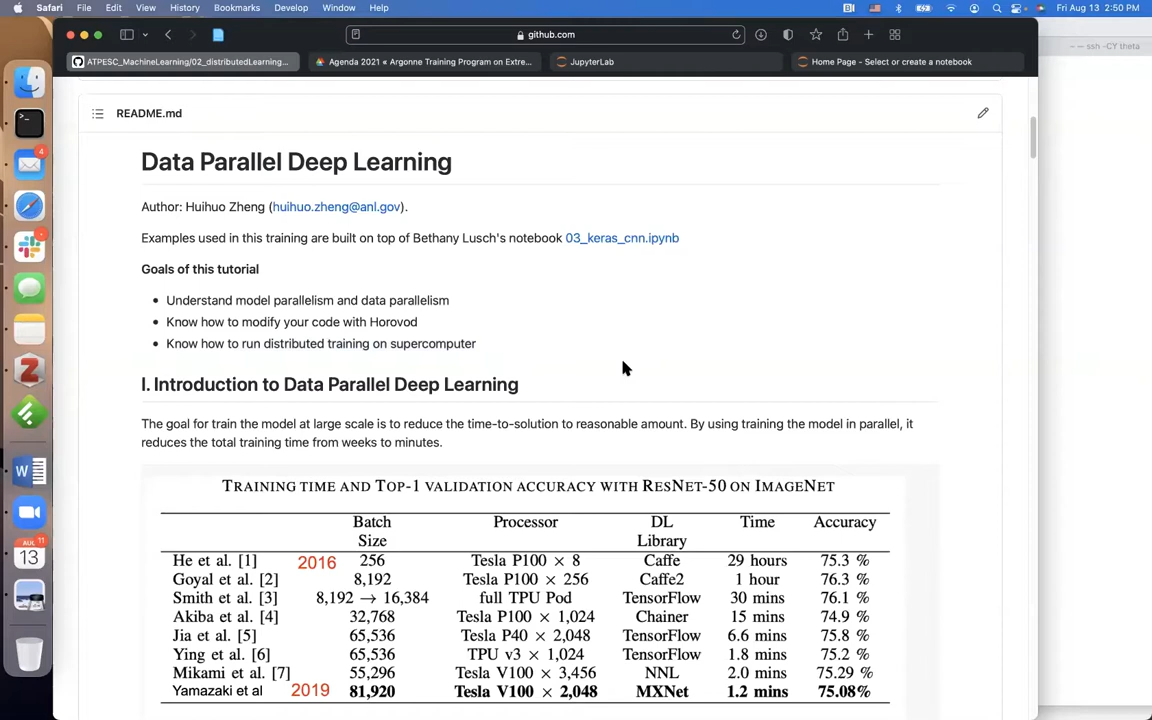 Safari File Edit View History Bookmarks Develop Window Help Fri Aug 13 2:50 PM
github.com
ATPESC_MachineLearning/02_distributedLearning...
Agenda 2021 « Argonne Training Program on Extre...
JupyterLab
Home Page - Select or create a notebook
-- ssh -CY theta
README.md
Data Parallel Deep Learning
Author: Huihuo Zheng (huihuo.zheng@anl.gov).
Examples used in this training are built on top of Bethany Lusch's notebook 03_keras_cnn.ipynb
Goals of this tutorial
Understand model parallelism and data parallelism
Know how to modify your code with Horovod
Know how to run distributed training on supercomputer
I. Introduction to Data Parallel Deep Learning
The goal for train the model at large scale is to reduce the time-to-solution to reasonable amount. By using training the model in parallel, it
reduces the total training time from weeks to minutes.
TRAINING TIME AND TOP-1 VALIDATION ACCURACY WITH RESNET-50 ON IMAGENET
Batch Processor DL Time Accuracy
Size Library
He et al. [1] 2016 256 Tesla P100 × 8 Caffe 29 hours 75.3 %
Goyal et al. [2] 8,192 Tesla P100 × 256 Caffe2 1 hour 76.3 %
Smith et al. [3] 8,192 → 16,384 full TPU Pod TensorFlow 30 mins 76.1 %
Akiba et al. [4] 32,768 Tesla P100 × 1,024 Chainer 15 mins 74.9 %
Jia et al. [5] 65,536 Tesla P40 × 2,048 TensorFlow 6.6 mins 75.8 %
Ying et al. [6] 65,536 TPU v3 × 1,024 TensorFlow 1.8 mins 75.2 %
Mikami et al. [7] 55,296 Tesla V100 × 3,456 NNL 2.0 mins 75.29 %
Yamazaki et al 2019 81,920 Tesla V100 × 2,048 MXNet 1.2 mins 75.08%
4
AUG
13
11